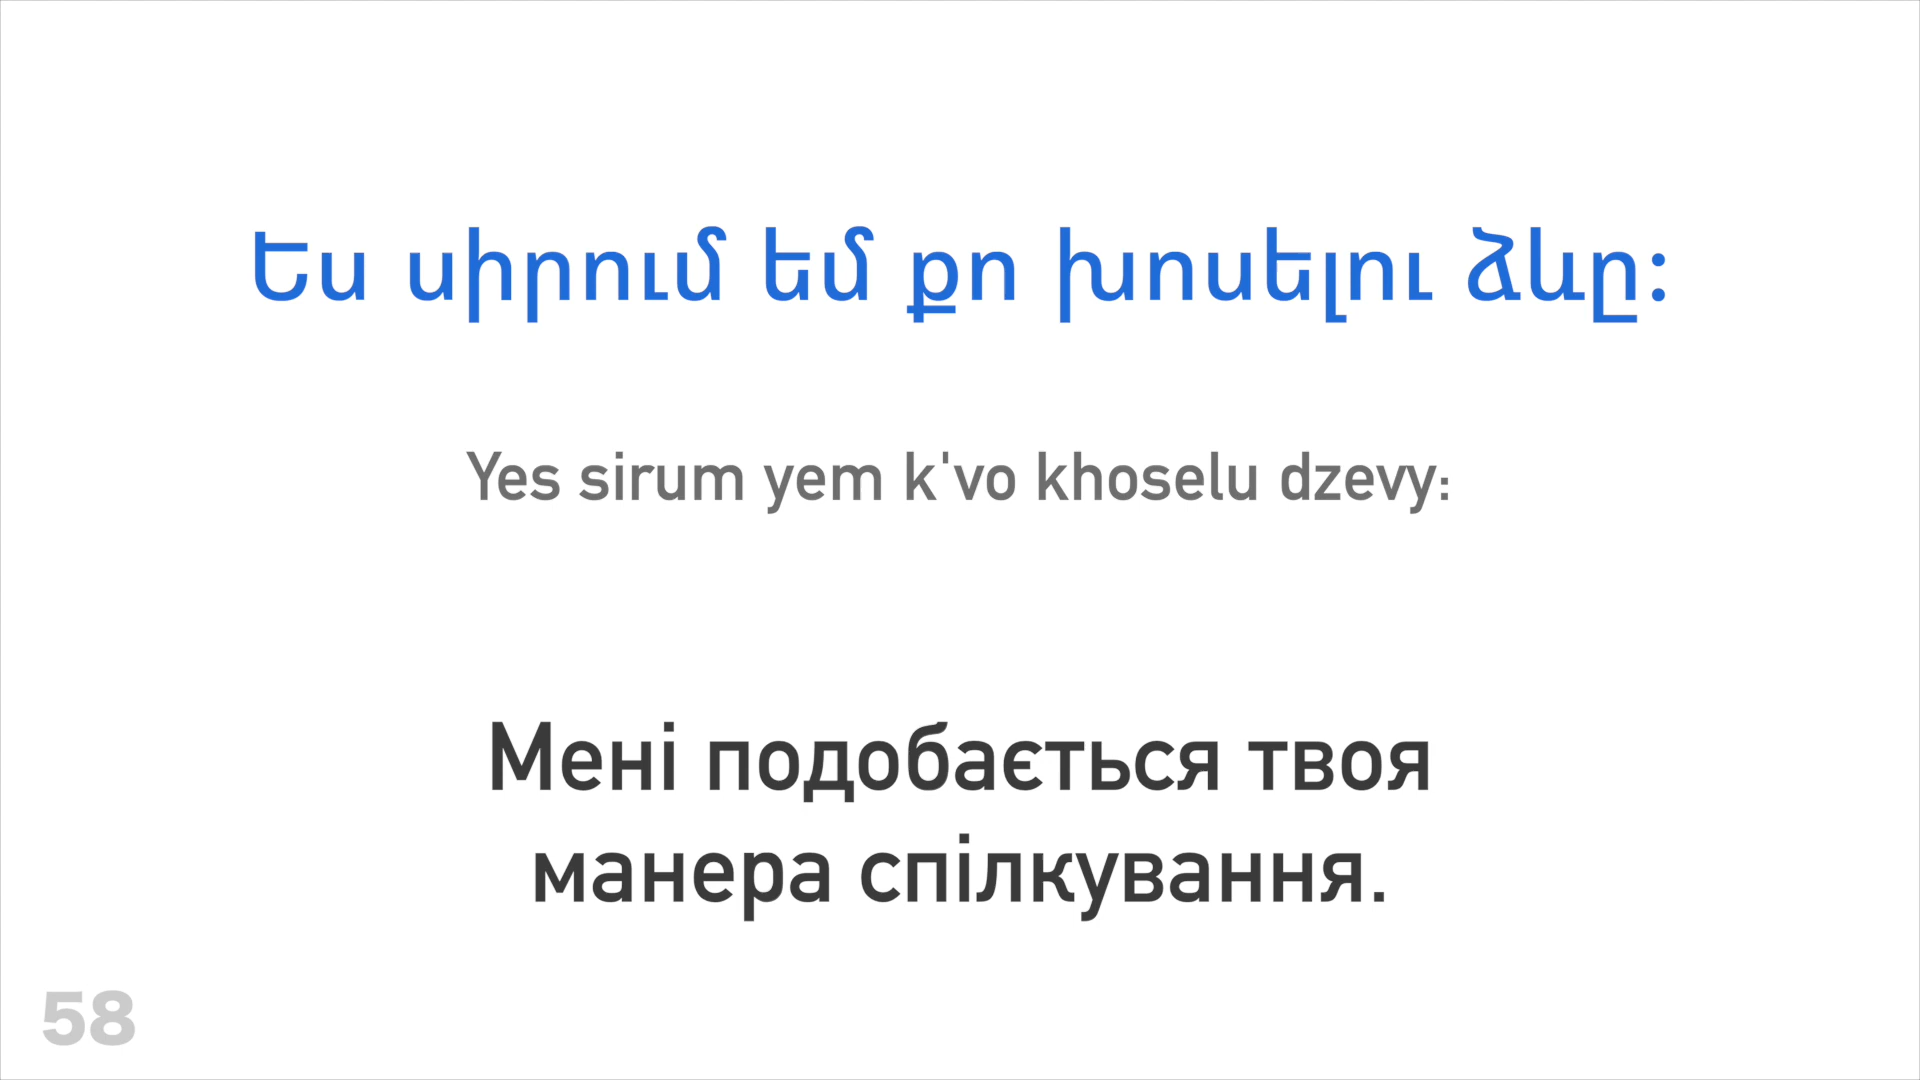 Ես սիրում եմ քո խոսելու ձևը:
Yes sirum yem k'vo khoselu dzevy:
Мені подобається твоя
манера спілкування.
58